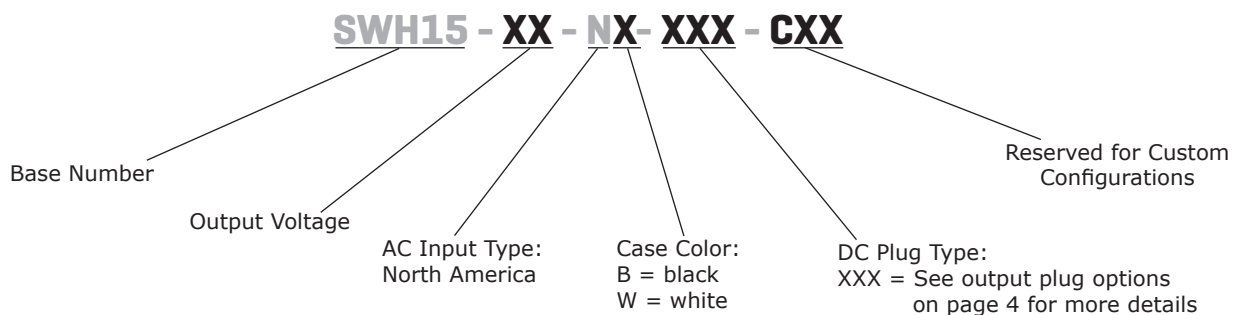 SWH15 - XX - NX- XXX - CXX
Base Number
Output Voltage
AC Input Type:
North America
Case Color:
B = black
W = white
DC Plug Type:
XXX = See output plug options
on page 4 for more details
Reserved for Custom
Configurations